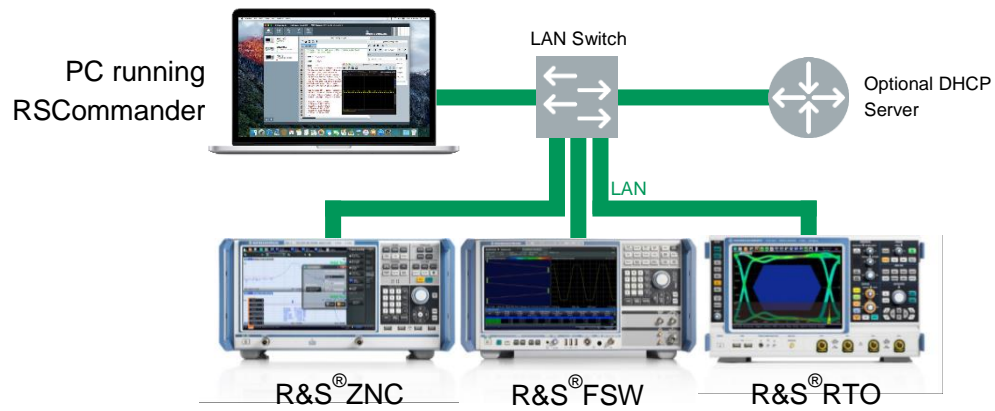 PC running
RSCommander
LAN Switch
Optional DHCP
Server
LAN
R&S®ZNC
R&S®FSW
R&S®RTO